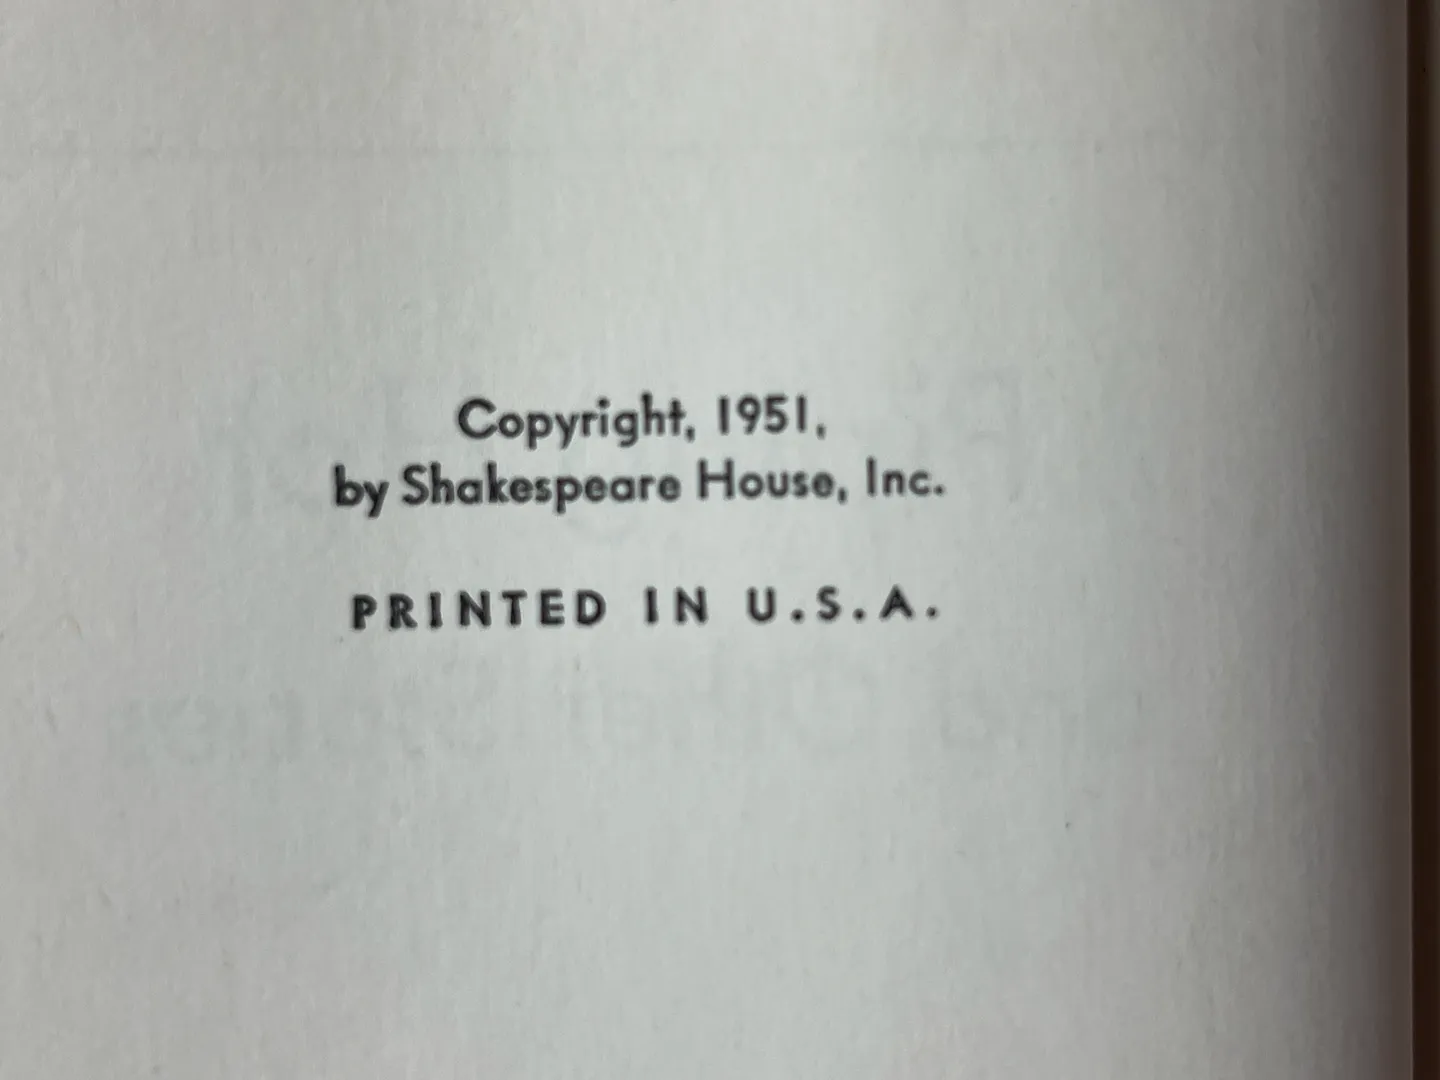 Copyright, 1951,
by Shakespeare House, Inc.
PRINTED IN U.S.A.